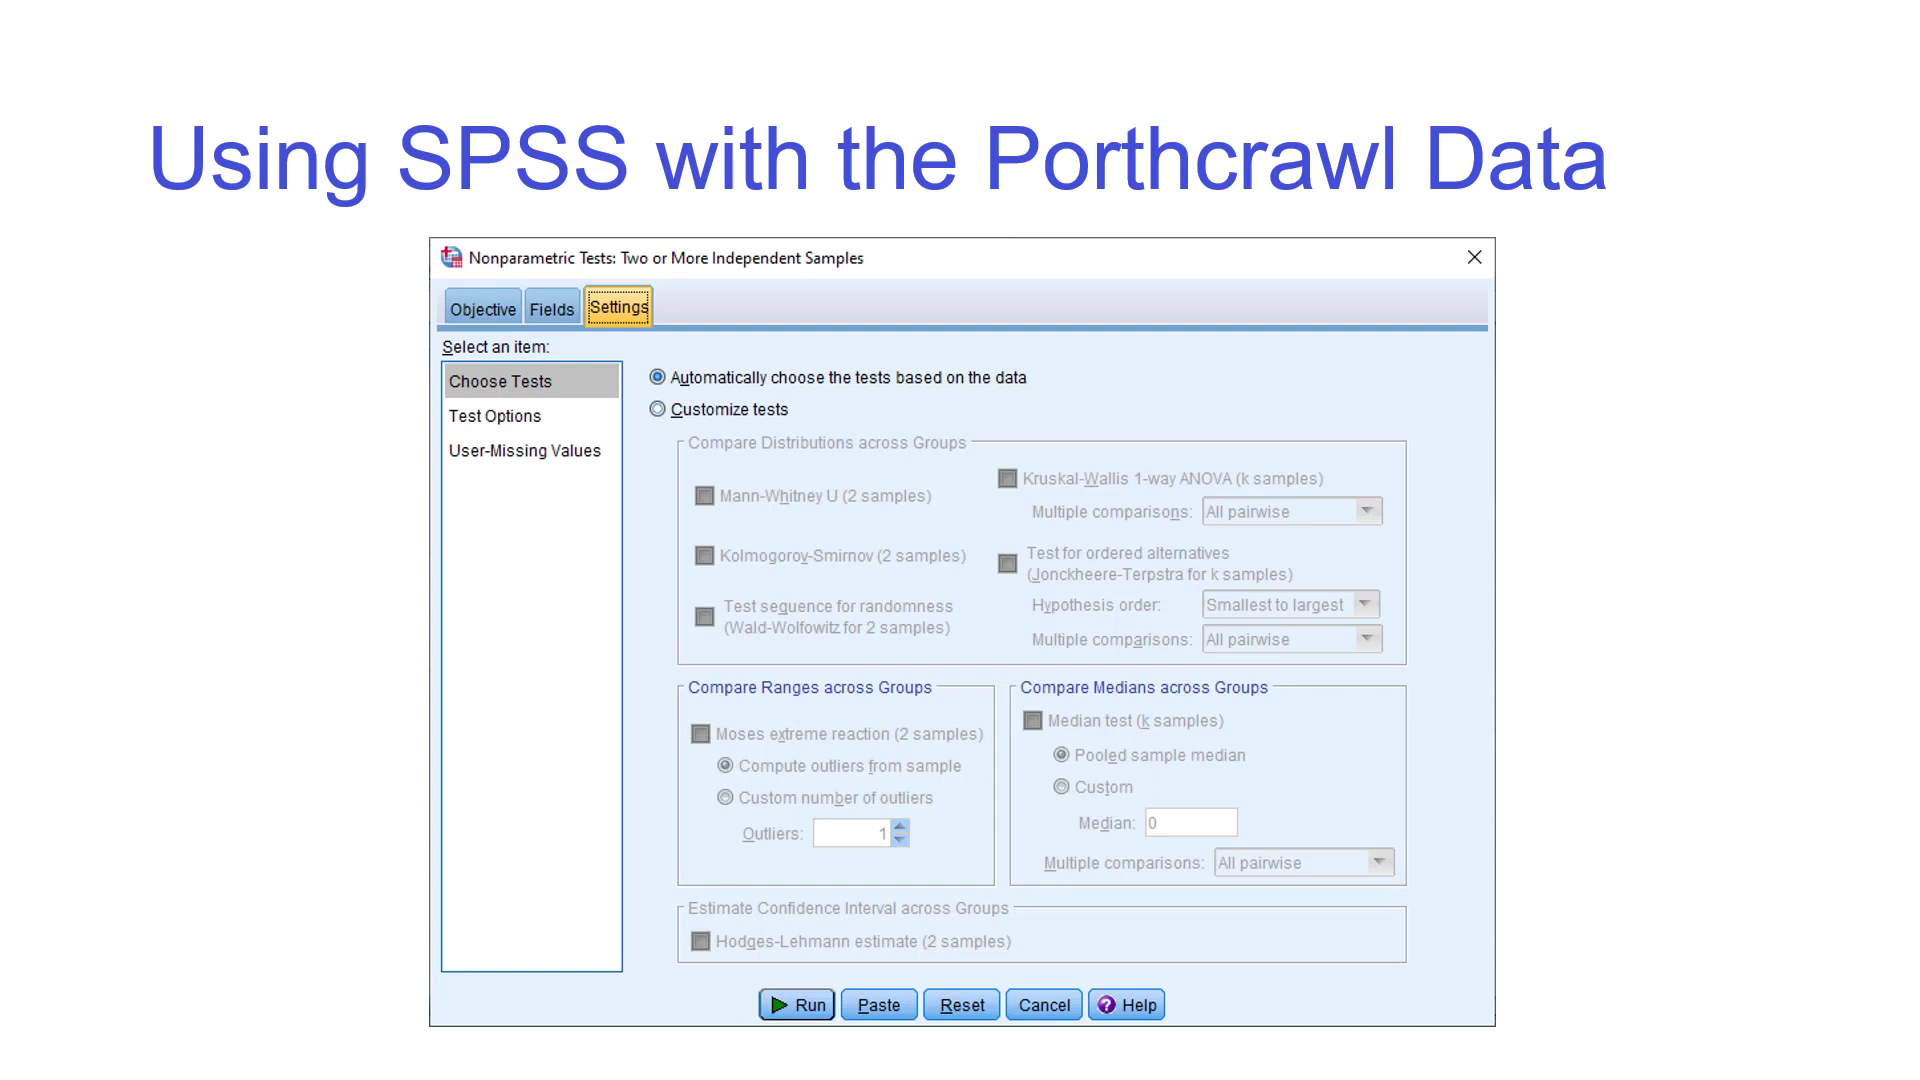 Using SPSS with the Porthcrawl Data
Nonparametric Tests: Two or More Independent Samples
Objective Fields Settings
Select an item:
Choose Tests
Test Options
User-Missing Values
Automatically choose the tests based on the data
Customize tests
Compare Distributions across Groups
Mann-Whitney U (2 samples)
Kolmogorov-Smirnov (2 samples)
Test sequence for randomness
(Wald-Wolfowitz for 2 samples)
Kruskal-Wallis 1-way ANOVA (k samples)
Multiple comparisons: All pairwise
Test for ordered alternatives
(Jonckheere-Terpstra for k samples)
Hypothesis order: Smallest to largest
Multiple comparisons: All pairwise
Compare Ranges across Groups
Moses extreme reaction (2 samples)
Compute outliers from sample
Custom number of outliers
Outliers: 1
Compare Medians across Groups
Median test (k samples)
Pooled sample median
Custom
Median: 0
Multiple comparisons: All pairwise
Estimate Confidence Interval across Groups
Hodges-Lehmann estimate (2 samples)
Run Paste Reset Cancel Help